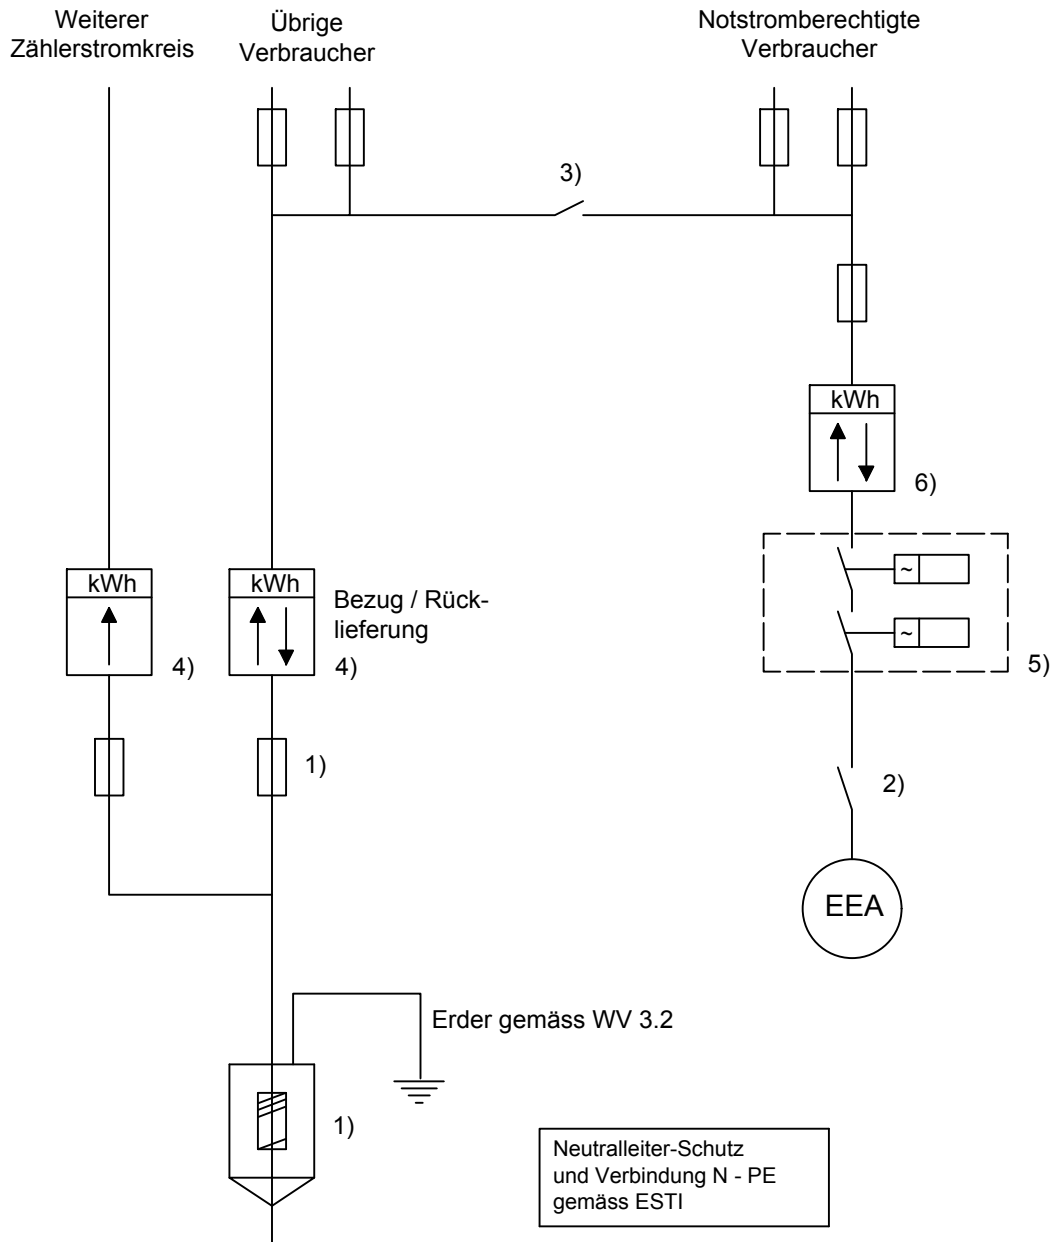 Weiterer
Zählerstromkreis
Übrige
Verbraucher
Notstromberechtigte
Verbraucher
3)
kWh
6)
~
~
5)
kWh
4)
kWh
Bezug / Rück-
lieferung
4)
1)
2)
EEA
Erder gemäss WV 3.2
1)
Neutralleiter-Schutz
und Verbindung N - PE
gemäss ESTI